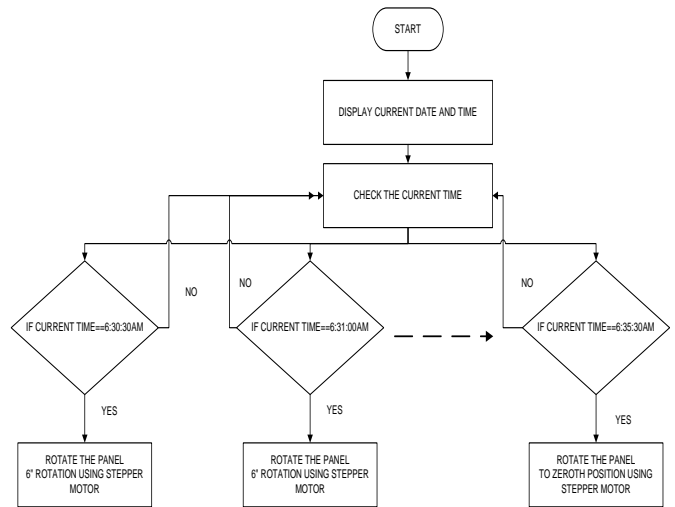 START
DISPLAY CURRENT DATE AND TIME
CHECK THE CURRENT TIME
NO
NO
NO
IF CURRENT TIME==6:30:30AM
IF CURRENT TIME==6:31:00AM
IF CURRENT TIME==6:35:30AM
YES
YES
YES
ROTATE THE PANEL
6" ROTATION USING STEPPER
MOTOR
ROTATE THE PANEL
6" ROTATION USING STEPPER
MOTOR
ROTATE THE PANEL
TO ZEROTH POSITION USING
STEPPER MOTOR